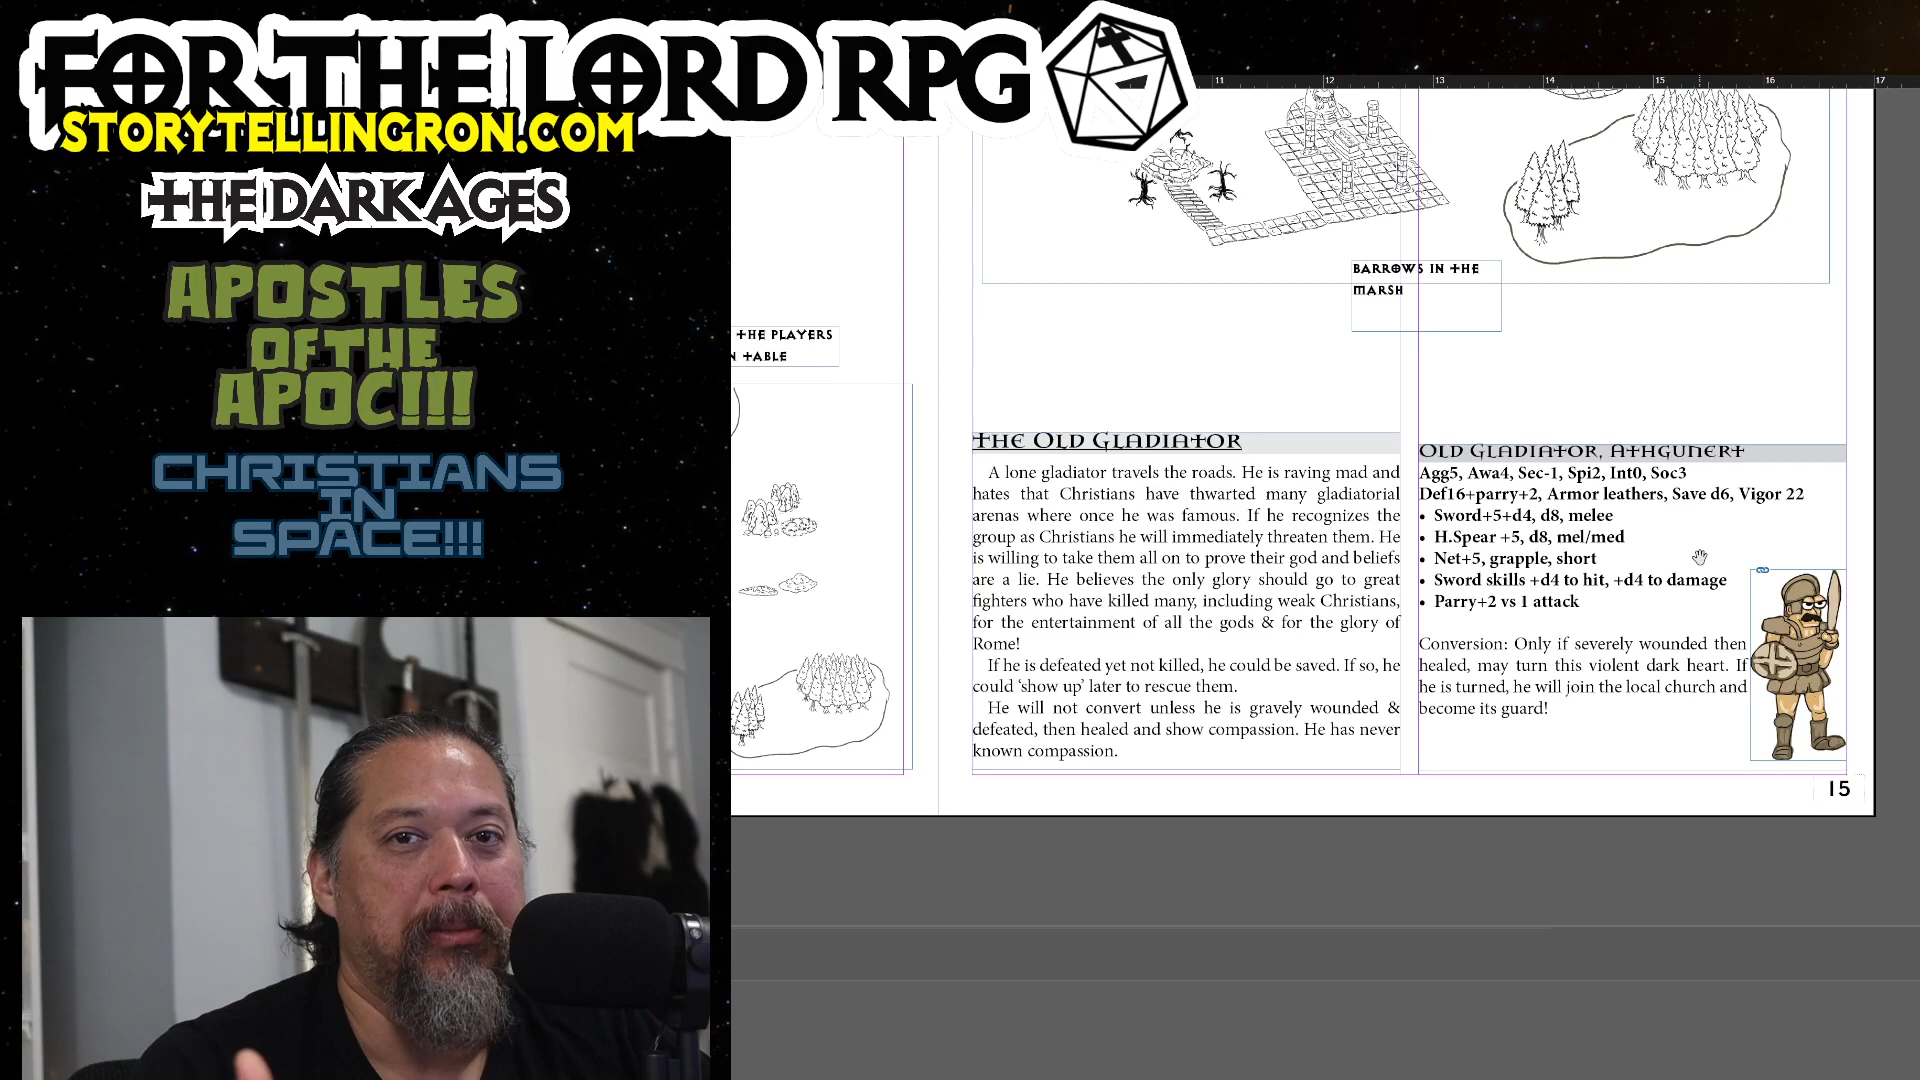 FOR THE LORD RPG
STORYTELLINGRON.COM
THE DARK AGES
APOSTLES
OF THE
APOC!!!
CHRISTIANS
IN
SPACE!!!
11 12 13 14 15 16 17
THE PLAYERS
TABLE
BARROWS IN THE
MARSH
THE OLD GLADIATOR
A lone gladiator travels the roads. He is raving mad and
hates that Christians have thwarted many gladiatorial
arenas where once he was famous. If he recognizes the
group as Christians he will immediately threaten them. He
is willing to take them all on to prove their god and beliefs
are a lie. He believes the only glory should go to great
fighters who have killed many, including weak Christians,
for the entertainment of all the gods & for the glory of
Rome!
If he is defeated yet not killed, he could be saved. If so, he
could ‘show up’ later to rescue them.
He will not convert unless he is gravely wounded &
defeated, then healed and show compassion. He has never
known compassion.
OLD GLADIATOR, ATHGUNERT
Agg5, Awa4, Sec-1, Spi2, Int0, Soc3
Def16+parry+2, Armor leathers, Save d6, Vigor 22
• Sword+5+d4, d8, melee
• H.Spear +5, d8, mel/med
• Net+5, grapple, short
• Sword skills +d4 to hit, +d4 to damage
• Parry+2 vs 1 attack
Conversion: Only if severely wounded then
healed, may turn this violent dark heart. If
he is turned, he will join the local church and
become its guard!
15